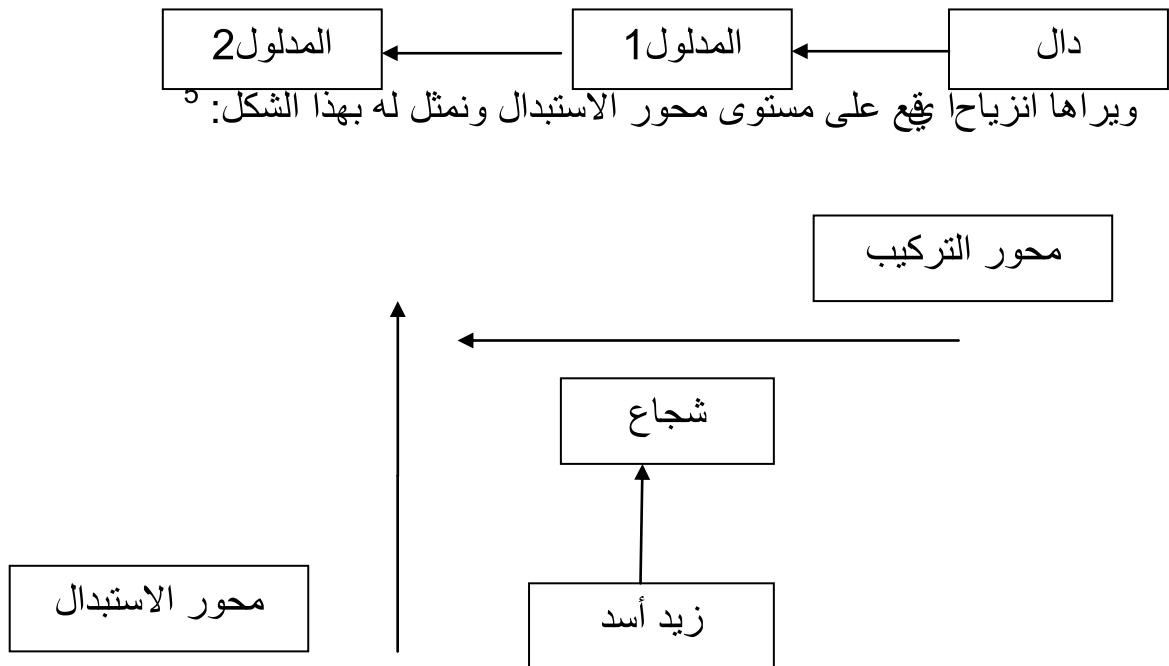 دال
المدلول1
المدلول2
ويراها انزياحا يقع على مستوى محور الاستبدال ونمثل له بهذا الشكل: 5
محور التركيب
شجاع
محور الاستبدال
زيد أسد